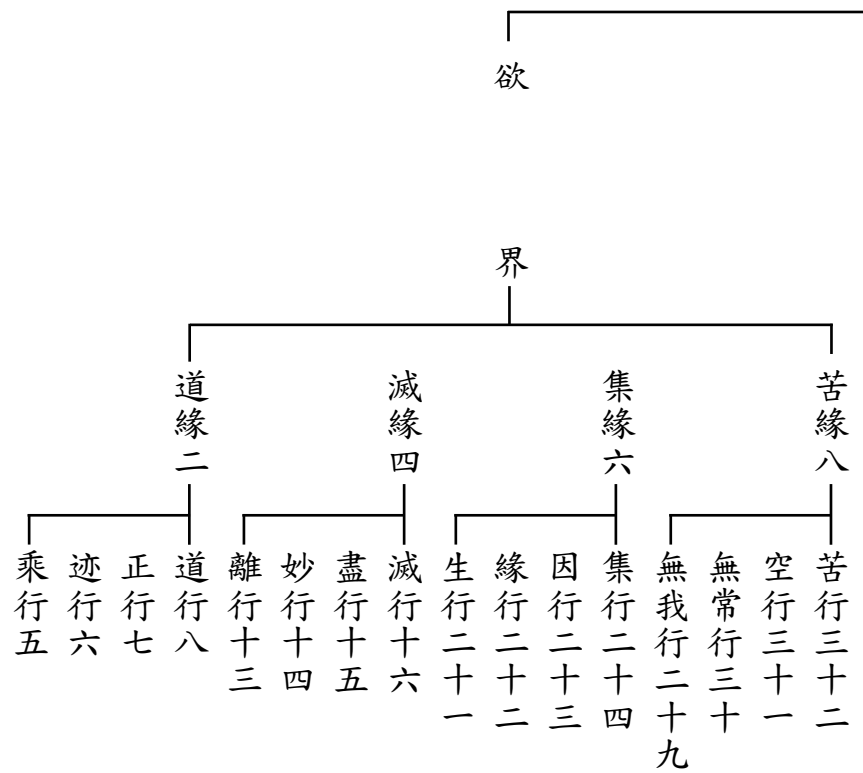 欲界
苦緣八
集緣六
滅緣四
道緣二
苦行三十二
空行三十一
無常行三十
無我行二十九
集行二十四
因行二十三
緣行二十二
生行二十一
滅行十六
盡行十五
妙行十四
離行十三
道行八
正行七
迹行六
乘行五